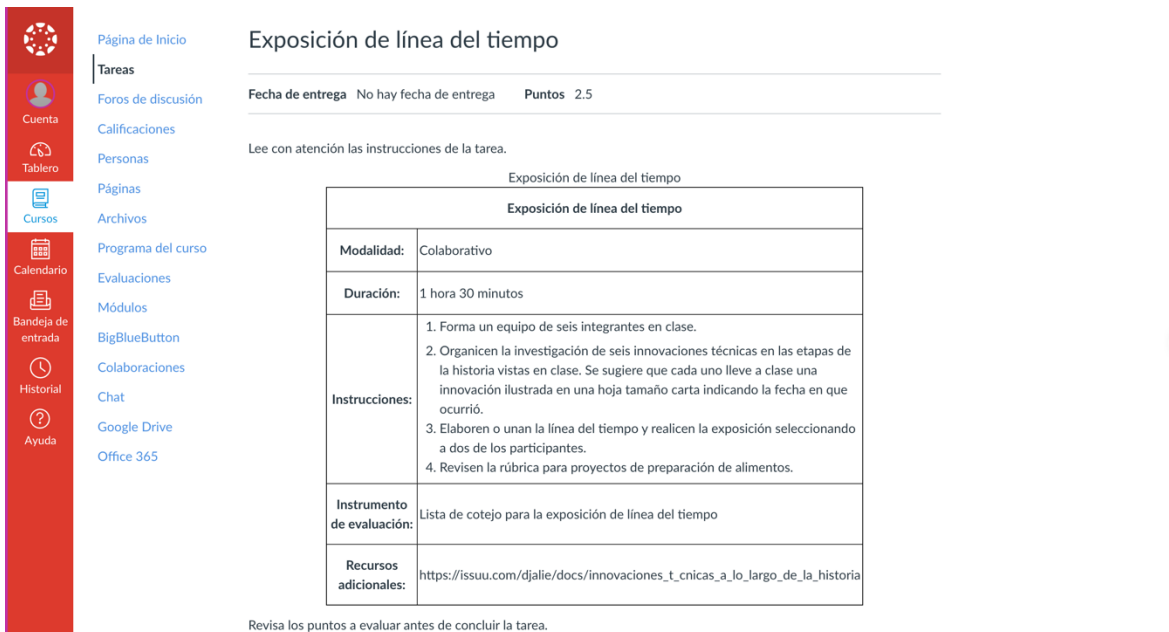 Cuenta
Tablero
Cursos
Calendario
Bandeja de
entrada
Historial
Ayuda
Página de Inicio
Tareas
Foros de discusión
Calificaciones
Personas
Páginas
Archivos
Programa del curso
Evaluaciones
Módulos
BigBlueButton
Colaboraciones
Chat
Google Drive
Office 365
Exposición de línea del tiempo
Fecha de entrega No hay fecha de entrega Puntos 2.5
Lee con atención las instrucciones de la tarea.
Exposición de línea del tiempo
Exposición de línea del tiempo
Modalidad: Colaborativo
Duración: 1 hora 30 minutos
Instrucciones:
1. Forma un equipo de seis integrantes en clase.
2. Organicen la investigación de seis innovaciones técnicas en las etapas de
la historia vistas en clase. Se sugiere que cada uno lleve a clase una
innovación ilustrada en una hoja tamaño carta indicando la fecha en que
ocurrió.
3. Elaboren o unan la línea del tiempo y realicen la exposición seleccionando
a dos de los participantes.
4. Revisen la rúbrica para proyectos de preparación de alimentos.
Instrumento
de evaluación:
Lista de cotejo para la exposición de línea del tiempo
Recursos
adicionales:
https://issuu.com/djalie/docs/innovaciones_t_cnicas_a_lo_largo_de_la_historia
Revisa los puntos a evaluar antes de concluir la tarea.